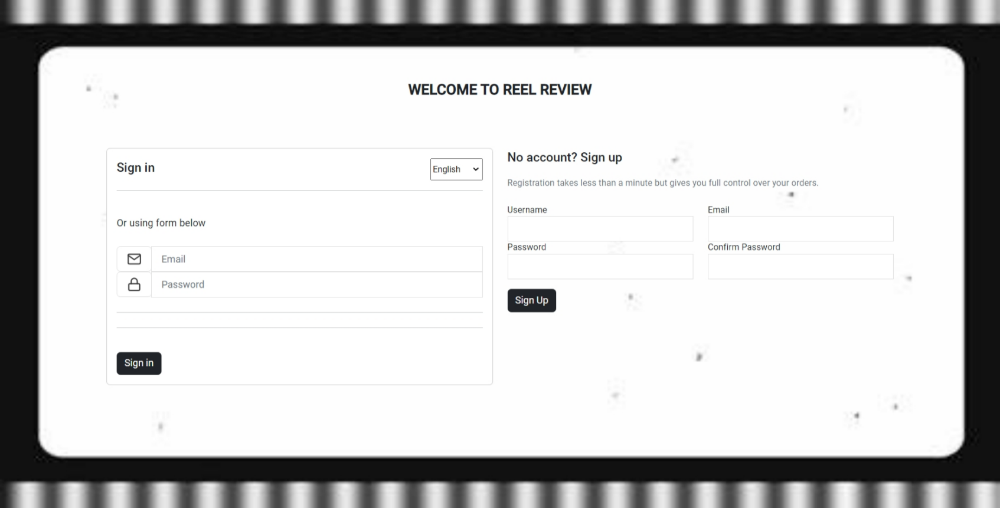 WELCOME TO REEL REVIEW
Sign in
English
Or using form below
Email
Password
Sign in
No account? Sign up
Registration takes less than a minute but gives you full control over your orders.
Username
Email
Password
Confirm Password
Sign Up